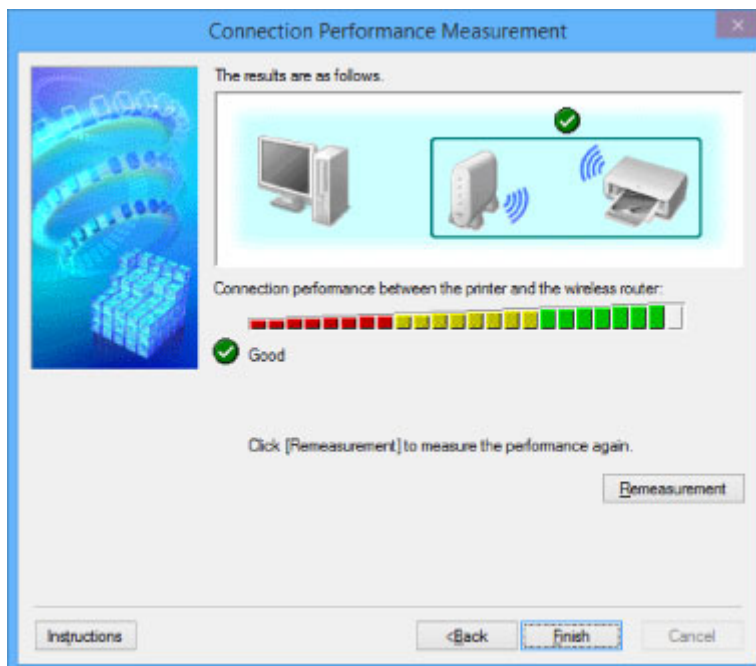 Connection Performance Measurement
The results are as follows.
Connection performance between the printer and the wireless router:
Good
Click [Remeasurement] to measure the performance again.
Remeasurement
Instructions
<Back
Finish
Cancel